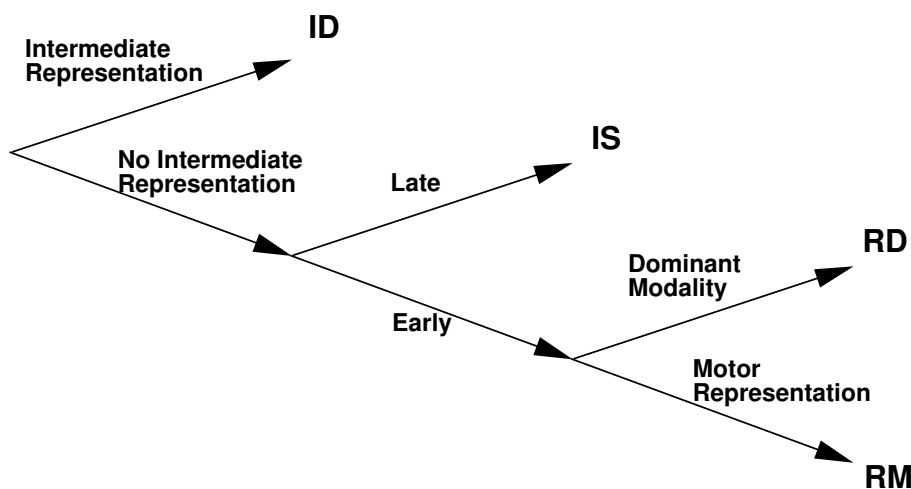 ID
Intermediate
Representation
IS
No Intermediate
Representation
Late
RD
Dominant
Modality
Early
Motor
Representation
RM